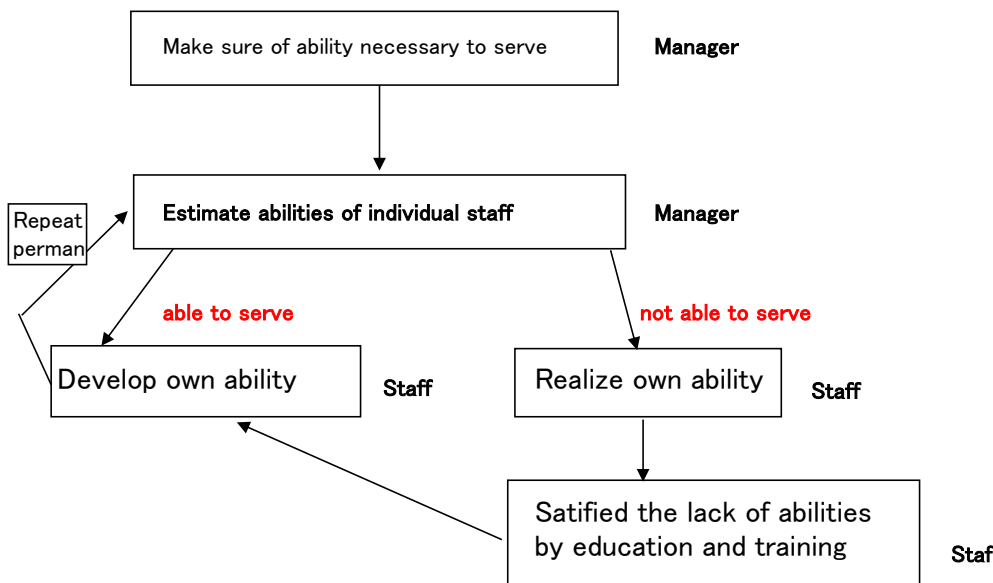 Make sure of ability necessary to serve
Manager
Estimate abilities of individual staff
Manager
Repeat
perman
able to serve
not able to serve
Develop own ability
Staff
Realize own ability
Staff
Satified the lack of abilities
by education and training
Staf